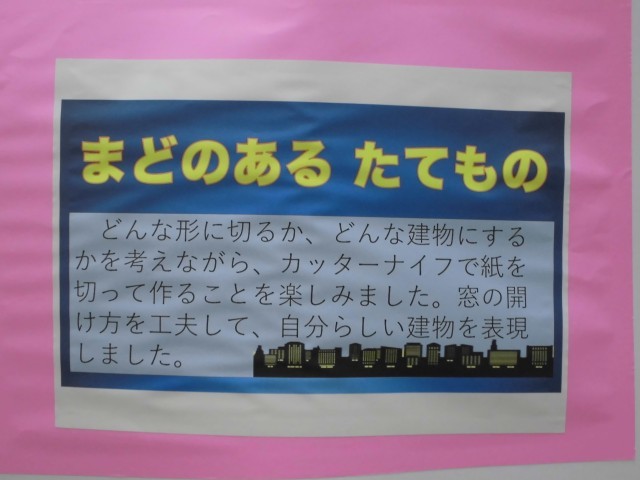 まどのある たてもの
どんな形に切るか、どんな建物にする
かを考えながら、カッターナイフで紙を
切って作ることを楽しみました。窓の開
け方を工夫して、自分らしい建物を表現
しました。